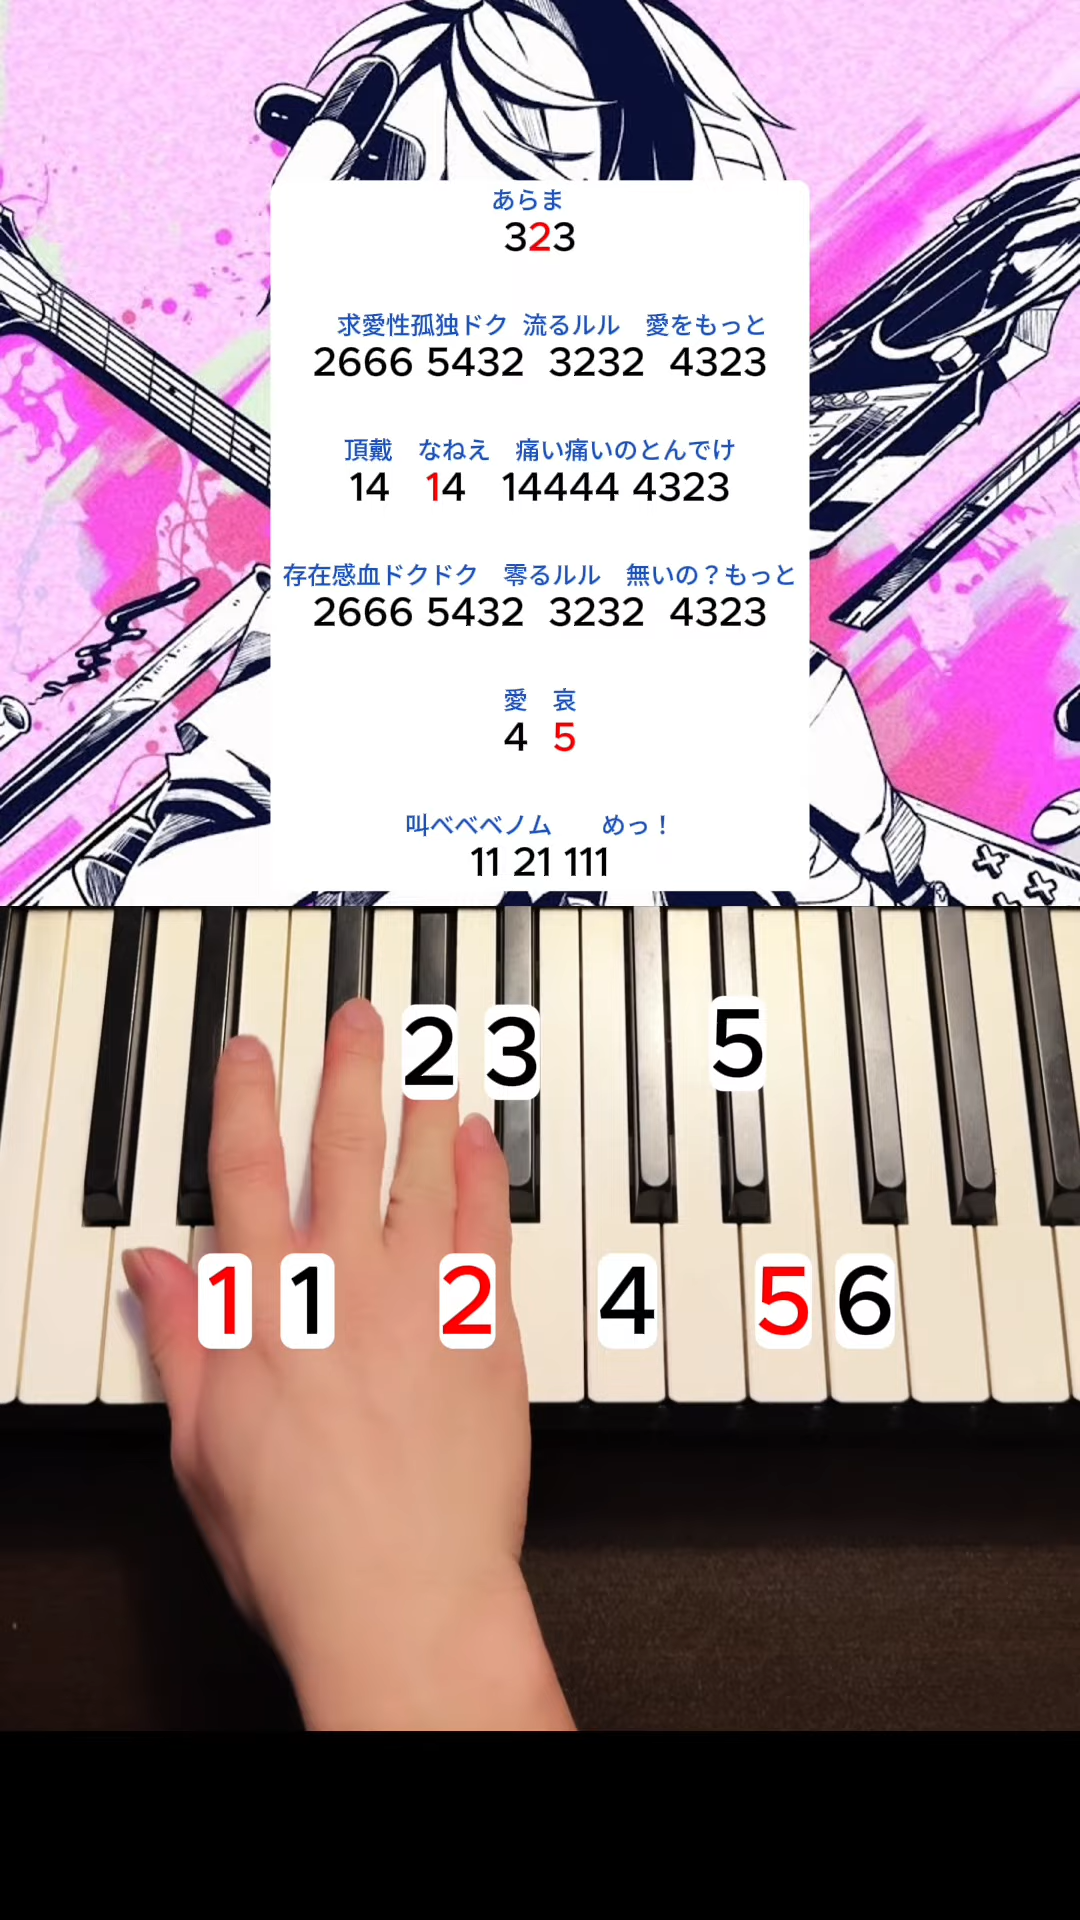 あらま
323
求愛性孤独ドク 流るルル 愛をもっと
2666 5432 3232 4323
頂戴 なねえ 痛い痛いのとんでけ
14 14 14444 4323
存在感血ドクドク 零るルル 無いの？もっと
2666 5432 3232 4323
愛 哀
4 5
叫べべべノム めっ！
11 21 111
2 3 5
1 1 2 4 5 6